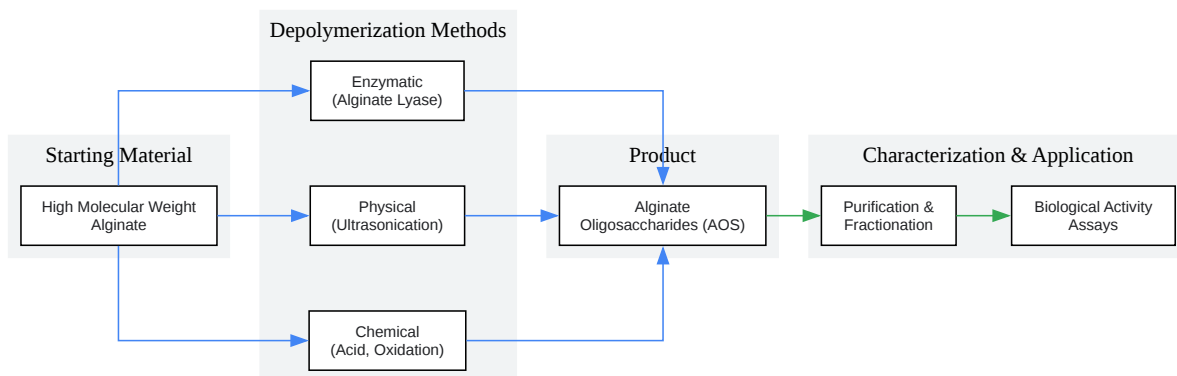 Depolymerization Methods
Enzymatic
(Alginate Lyase)
Starting Material
High Molecular Weight
Alginate
Physical
(Ultrasonication)
Chemical
(Acid, Oxidation)
Product
Alginate
Oligosaccharides (AOS)
Characterization & Application
Purification &
Fractionation
Biological Activity
Assays